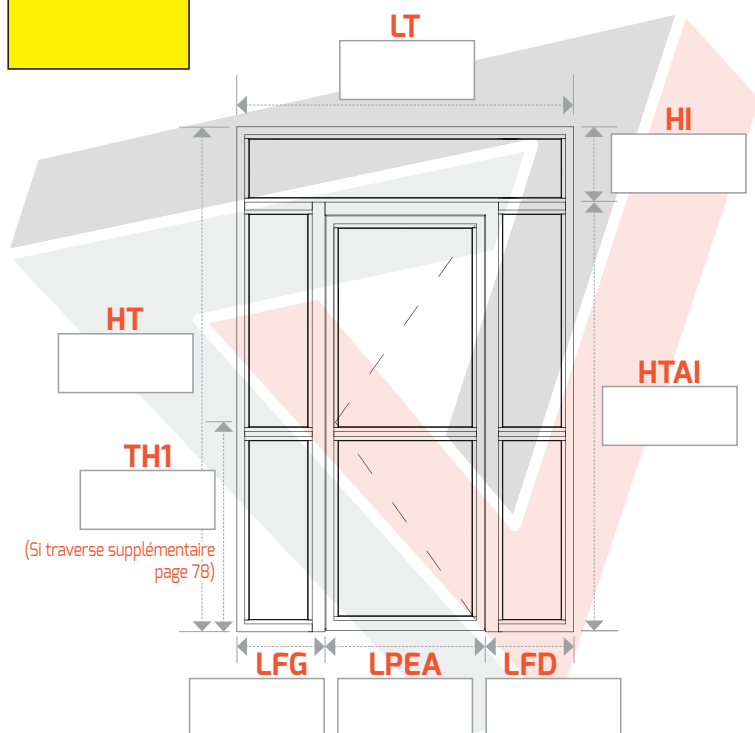 LT
HI
HT
HTAI
TH1
(Si traverse supplémentaire
page 78)
LFG LPEA LFD